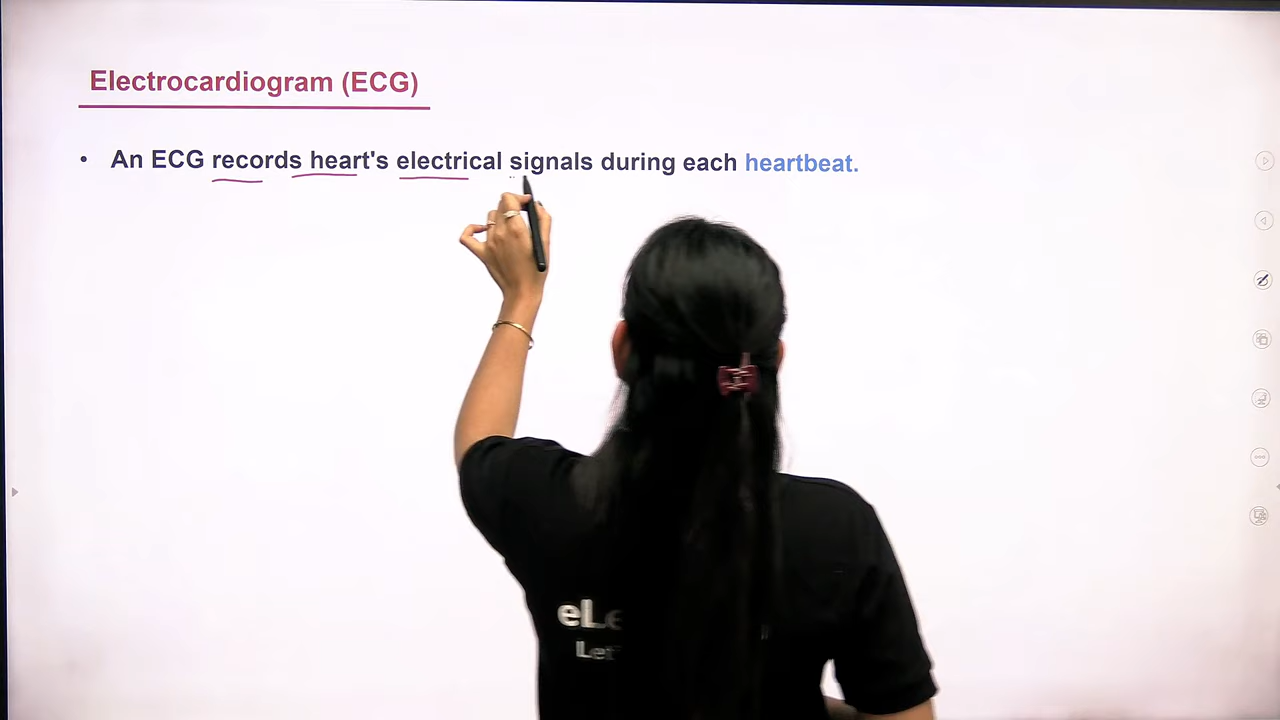 Electrocardiogram (ECG)
• An ECG records heart's electrical signals during each heartbeat.